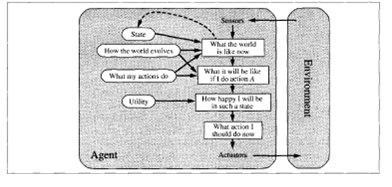 Sensors
State
How the world evolves
What the world
is like now
What my actions do
What it will be like
if I do action A
Utility
How happy I will be
in such a state
What action I
should do now
Agent
Actuators
Environment